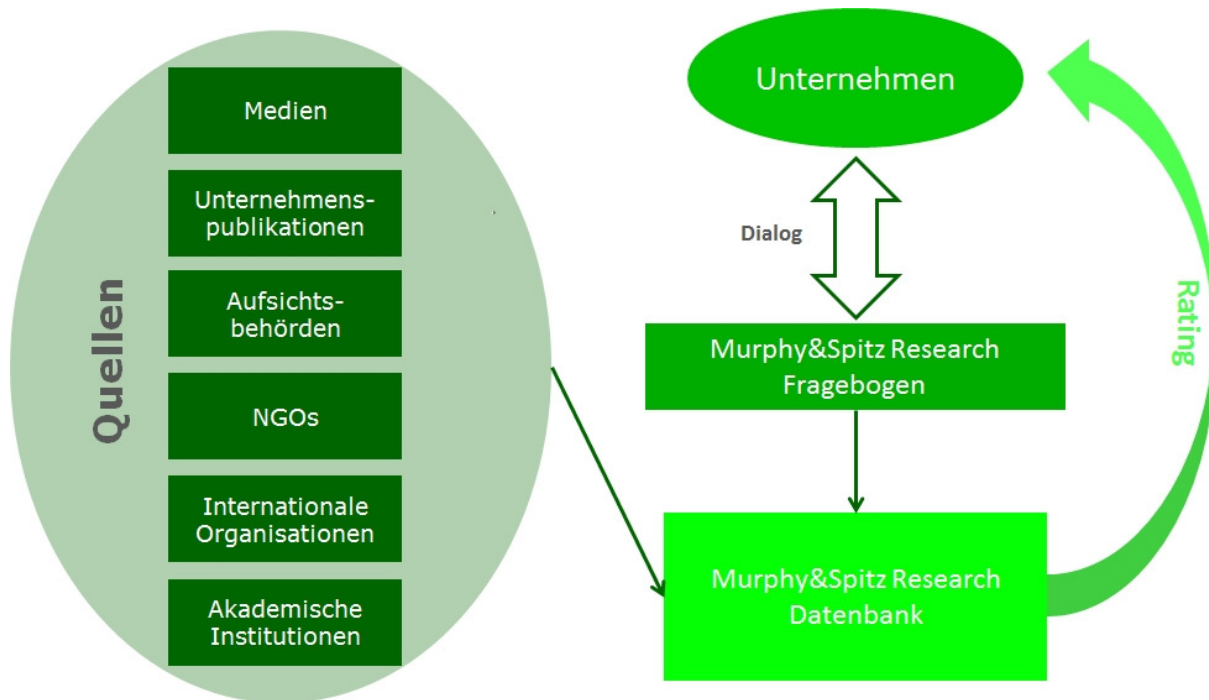 Quellen
Medien
Unternehmens-
publikationen
Aufsichts-
behörden
NGOs
Internationale
Organisationen
Akademische
Institutionen
Unternehmen
Dialog
Murphy&Spitz Research
Fragebogen
Murphy&Spitz Research
Datenbank
Rating